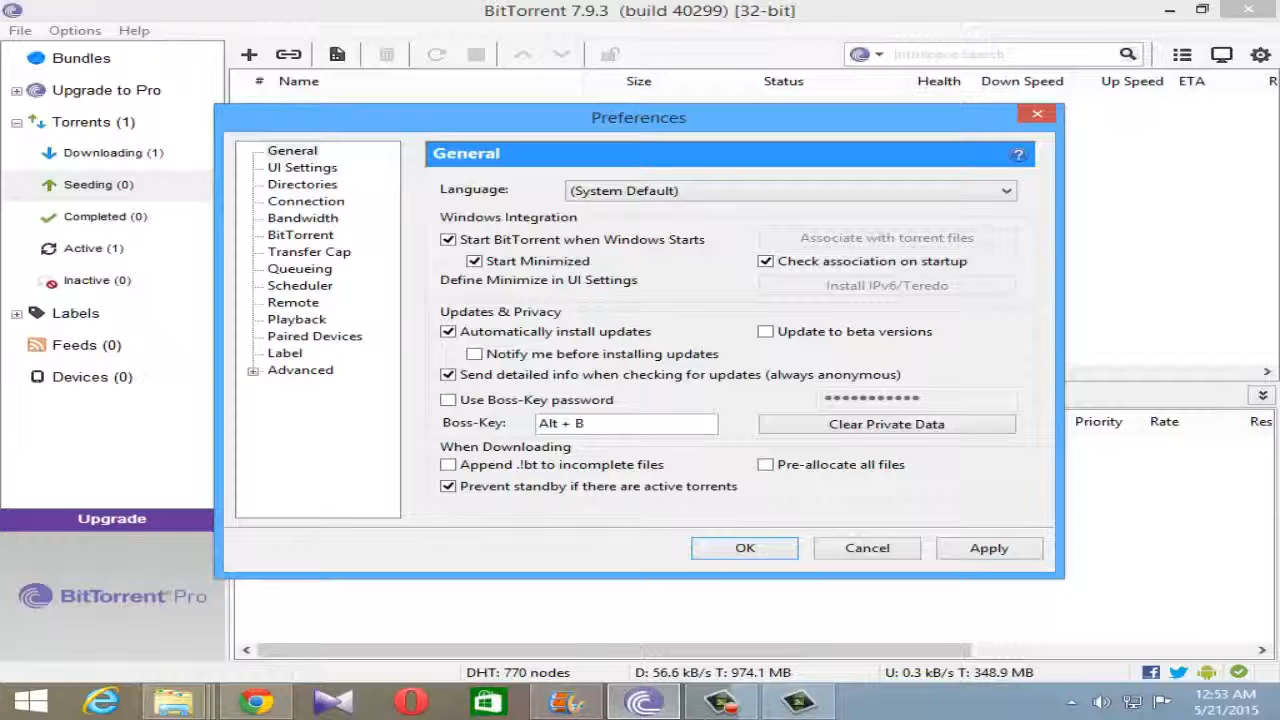 BitTorrent 7.9.3 (build 40299) [32-bit]
File Options Help
Bundles
Upgrade to Pro
Torrents (1)
Downloading (1)
Seeding (0)
Completed (0)
Active (1)
Inactive (0)
Labels
Feeds (0)
Devices (0)
Upgrade
BitTorrent Pro
# Name Size Status Health Down Speed Up Speed ETA R
Preferences
General
UI Settings
Directories
Connection
Bandwidth
BitTorrent
Transfer Cap
Queueing
Scheduler
Remote
Playback
Paired Devices
Label
Advanced
General
Language: (System Default)
Windows Integration
Start BitTorrent when Windows Starts Associate with torrent files
Start Minimized Check association on startup
Define Minimize in UI Settings Install IPv6/Teredo
Updates & Privacy
Automatically install updates Update to beta versions
Notify me before installing updates
Send detailed info when checking for updates (always anonymous)
Use Boss-Key password
Boss-Key: Alt + B Clear Private Data
When Downloading
Append .!bt to incomplete files Pre-allocate all files
Prevent standby if there are active torrents
OK Cancel Apply
Priority Rate Res
DHT: 770 nodes D: 56.6 kB/s T: 974.1 MB U: 0.3 kB/s T: 348.9 MB
12:53 AM
5/21/2015